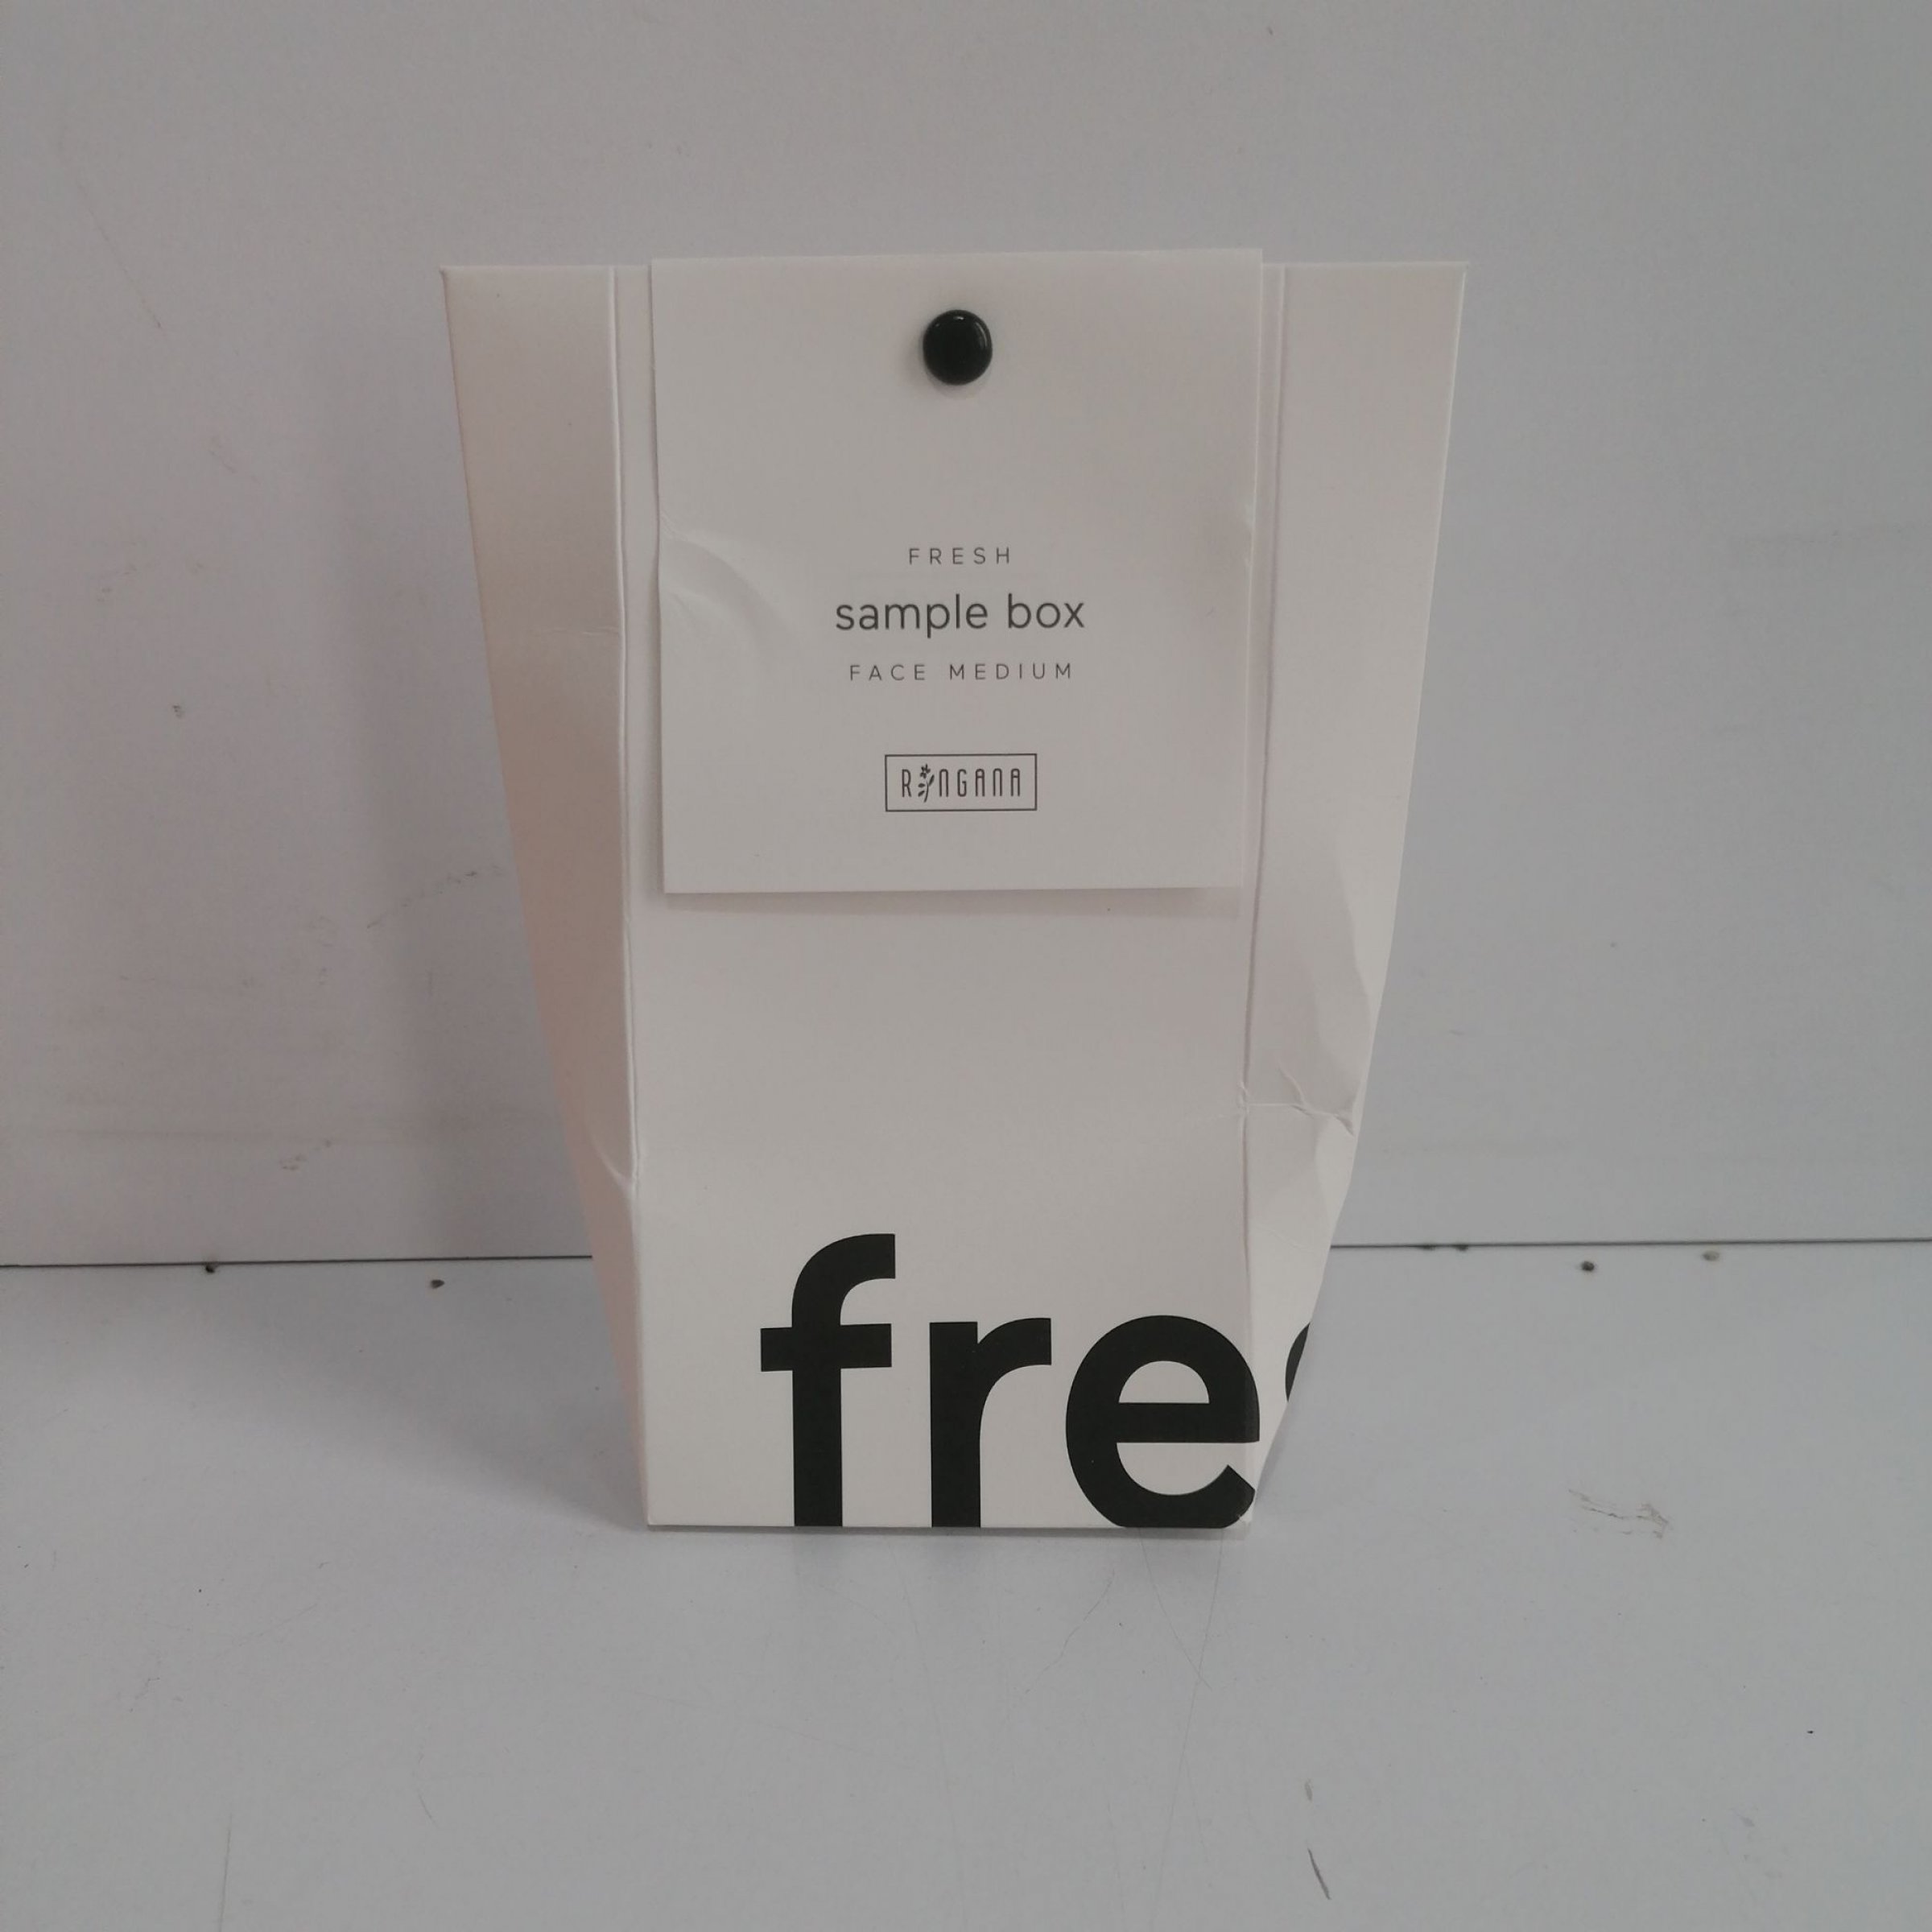 FRESH
sample box
FACE MEDIUM
RINGANA
fre